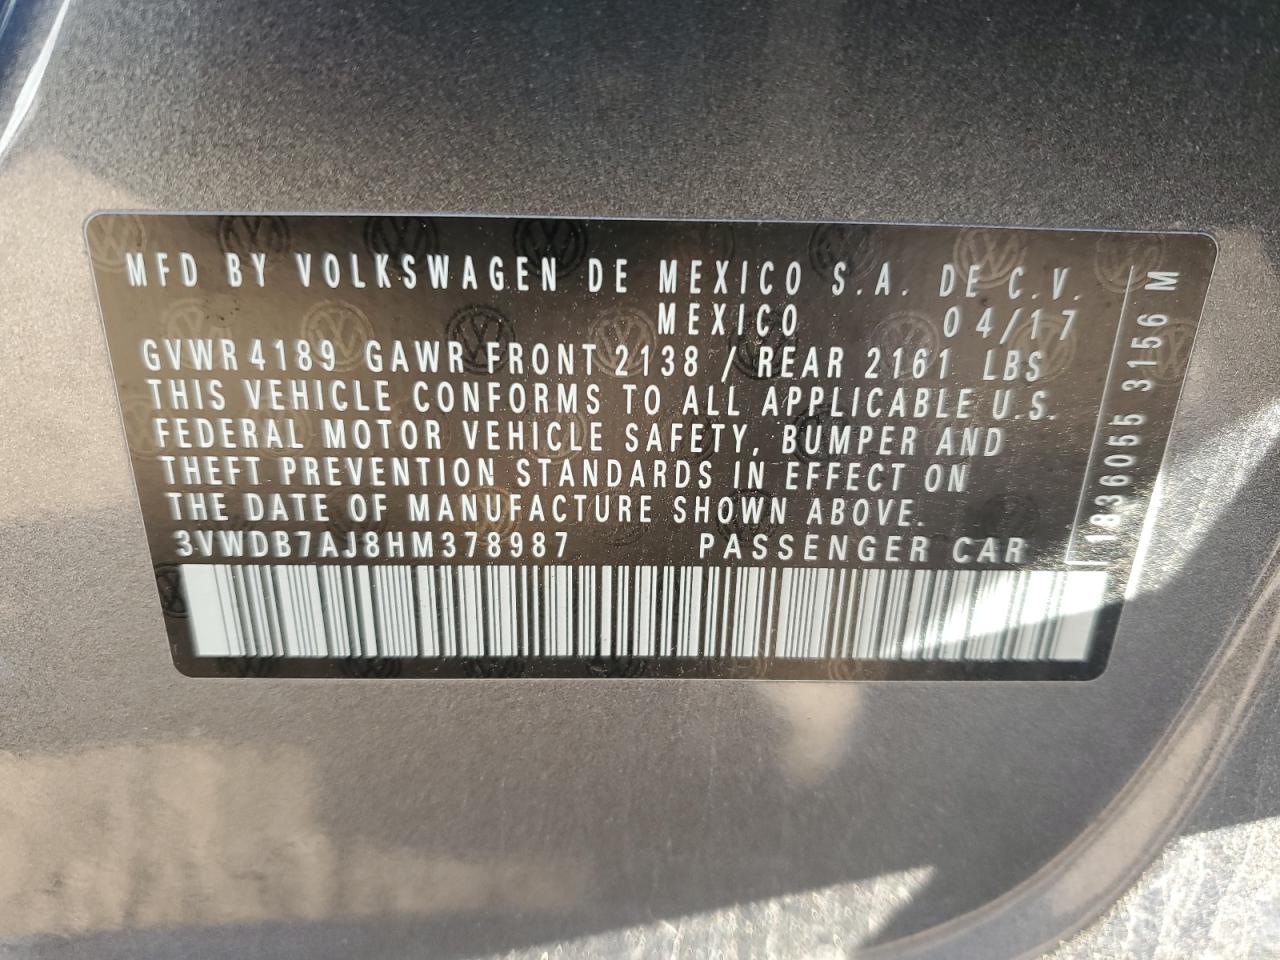 MFD BY VOLKSWAGEN DE MEXICO S.A. DE C.V.
MEXICO 04/17
GVWR 4189 GAWR FRONT 2138 / REAR 2161 LBS
THIS VEHICLE CONFORMS TO ALL APPLICABLE U.S.
FEDERAL MOTOR VEHICLE SAFETY, BUMPER AND
THEFT PREVENTION STANDARDS IN EFFECT ON
THE DATE OF MANUFACTURE SHOWN ABOVE.
3VWDB7AJ8HM378987 PASSENGER CAR
1836055 3156 M